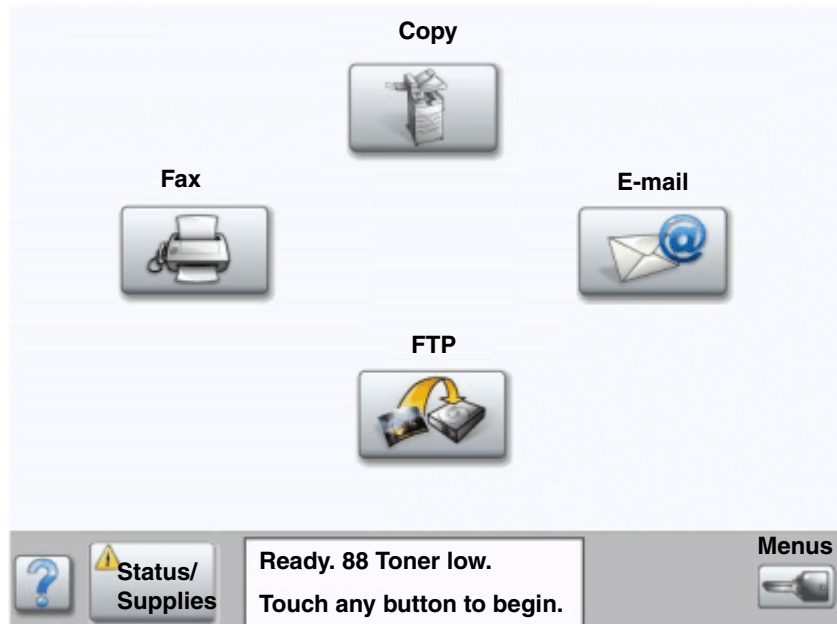 Copy
Fax
E-mail
FTP
Status/
Supplies
Ready. 88 Toner low.
Touch any button to begin.
Menus